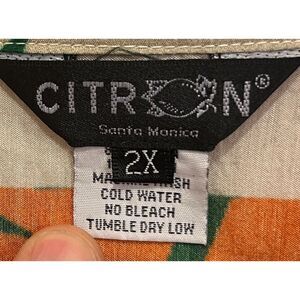 CITRON®
Santa Monica
2X
MACHINE WASH
COLD WATER
NO BLEACH
TUMBLE DRY LOW